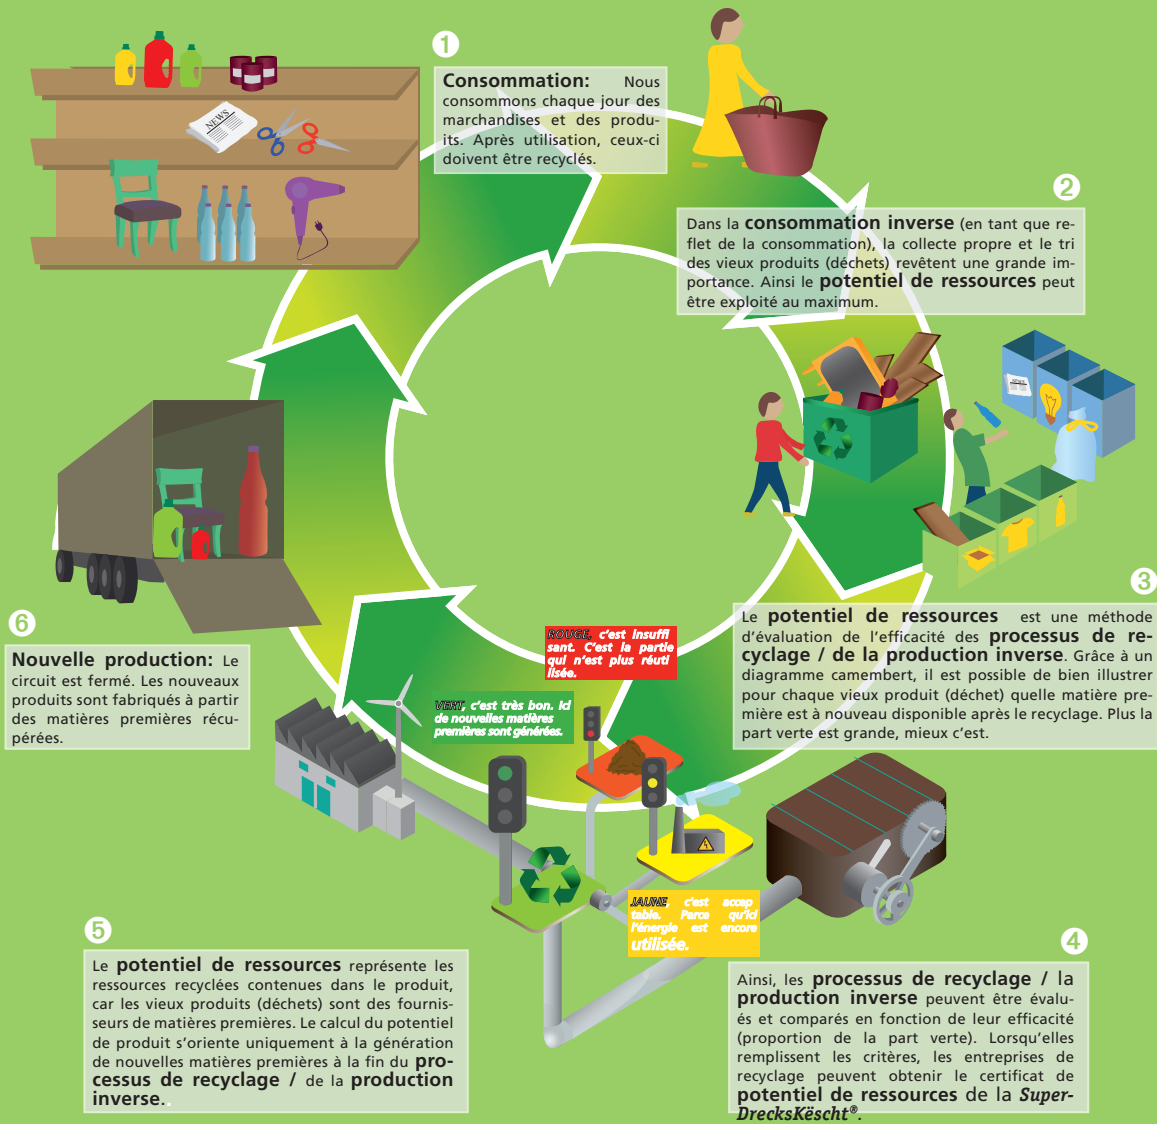 1
Consommation: Nous
consommons chaque jour des
marchandises et des produ-
its. Après utilisation, ceux-ci
doivent être recyclés.
NEWS
2
Dans la consommation inverse (en tant que re-
flet de la consommation), la collecte propre et le tri
des vieux produits (déchets) revêtent une grande im-
portance. Ainsi le potentiel de ressources peut
être exploité au maximum.
NEWS
3
Le potentiel de ressources est une méthode
d'évaluation de l'efficacité des processus de re-
cyclage / de la production inverse. Grâce à un
diagramme camembert, il est possible de bien illustrer
pour chaque vieux produit (déchet) quelle matière pre-
mière est à nouveau disponible après le recyclage. Plus la
part verte est grande, mieux c'est.
6
Nouvelle production: Le
circuit est fermé. Les nouveaux
produits sont fabriqués à partir
des matières premières récu-
pérées.
ROUGE, c'est insuffi
sant. C'est la partie
qui n'est plus réuti
lisée.
VERT, c'est très bon. Ici
de nouvelles matières
premières sont générées.
JAUNE, c'est accep
table. Parce qu'ici
l'énergie est encore
utilisée.
4
Ainsi, les processus de recyclage / la
production inverse peuvent être évalu-
és et comparés en fonction de leur efficacité
(proportion de la part verte). Lorsqu'elles
remplissent les critères, les entreprises de
recyclage peuvent obtenir le certificat de
potentiel de ressources de la Super-
DrecksKëscht®.
5
Le potentiel de ressources représente les
ressources recyclées contenues dans le produit,
car les vieux produits (déchets) sont des fournis-
seurs de matières premières. Le calcul du potentiel
de produit s'oriente uniquement à la génération
de nouvelles matières premières à la fin du pro-
cessus de recyclage / de la production
inverse..